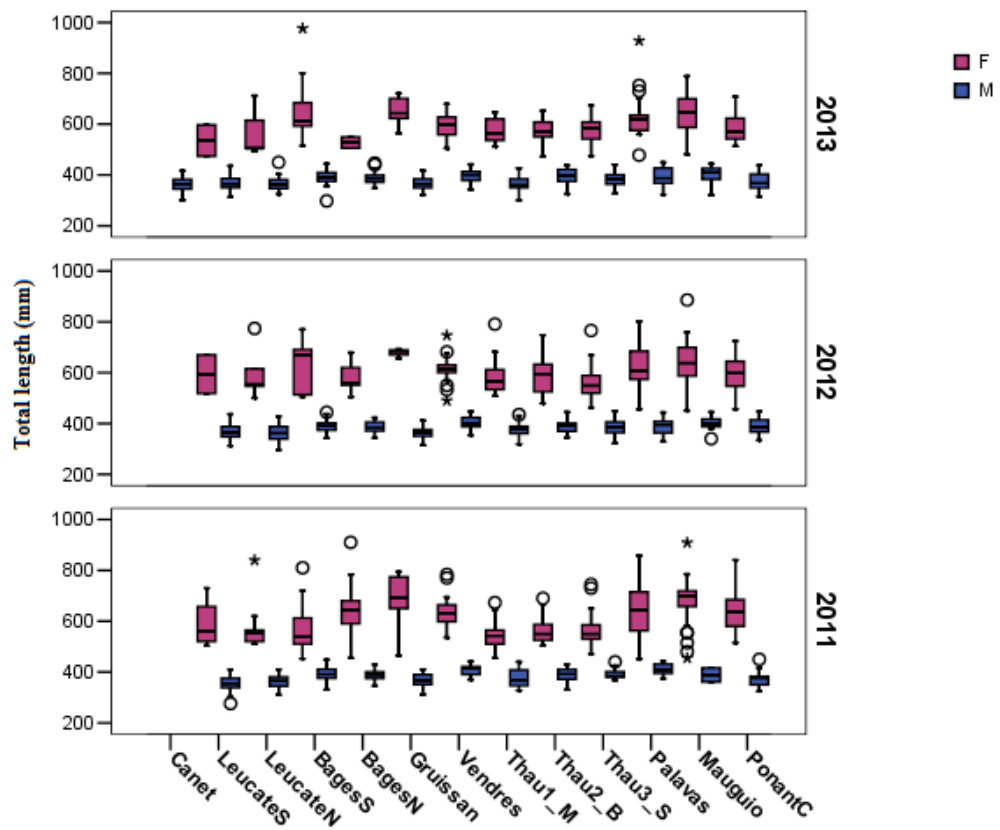 1000
800
600
400
200
2013
F
M
1000
800
600
400
200
2012
Total length (mm)
1000
800
600
400
200
2011
Canet
LeucateS
LeucateN
BagesS
BagesN
Gruissan
Vendres
Thau1_M
Thau2_B
Thau3_S
Palavas
Mauguio
PonantC